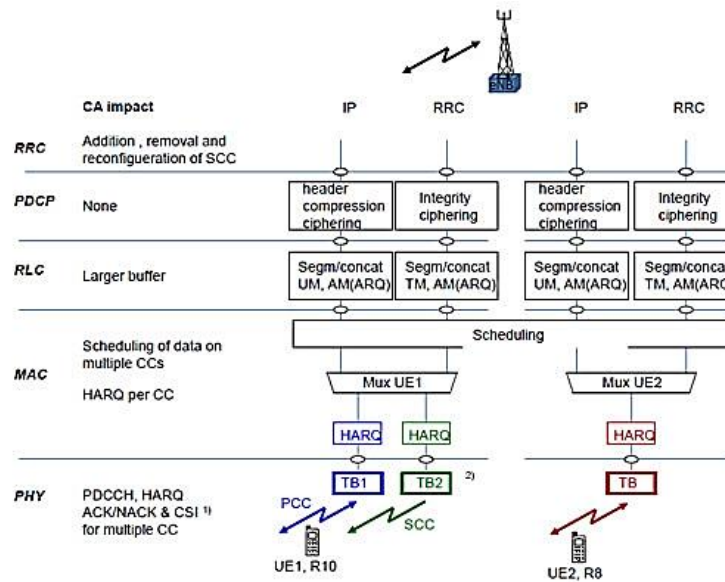 eNB
CA impact
IP
RRC
IP
RRC
RRC
Addition , removal and
reconfigueration of SCC
PDCP
None
header
compression
ciphering
Integrity
ciphering
header
compression
ciphering
Integrity
ciphering
RLC
Larger buffer
Segm/concat
UM, AM(ARQ)
Segm/concat
TM, AM(ARQ)
Segm/concat
UM, AM(ARQ)
Segm/concat
TM, AM(ARQ)
MAC
Scheduling of data on
multiple CCs
HARQ per CC
Scheduling
Mux UE1
Mux UE2
HARQ
HARQ
HARQ
PHY
PDCCH, HARQ
ACK/NACK & CSI 1)
for multiple CC
TB1
TB2
2)
TB
PCC
SCC
UE1, R10
UE2, R8